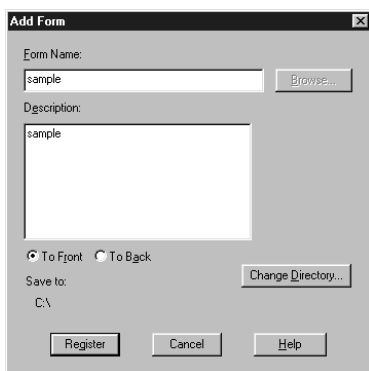 Add Form
Form Name:
sample
Browse...
Description:
sample
To Front To Back
Save to:
Change Directory...
C:\
Register Cancel Help